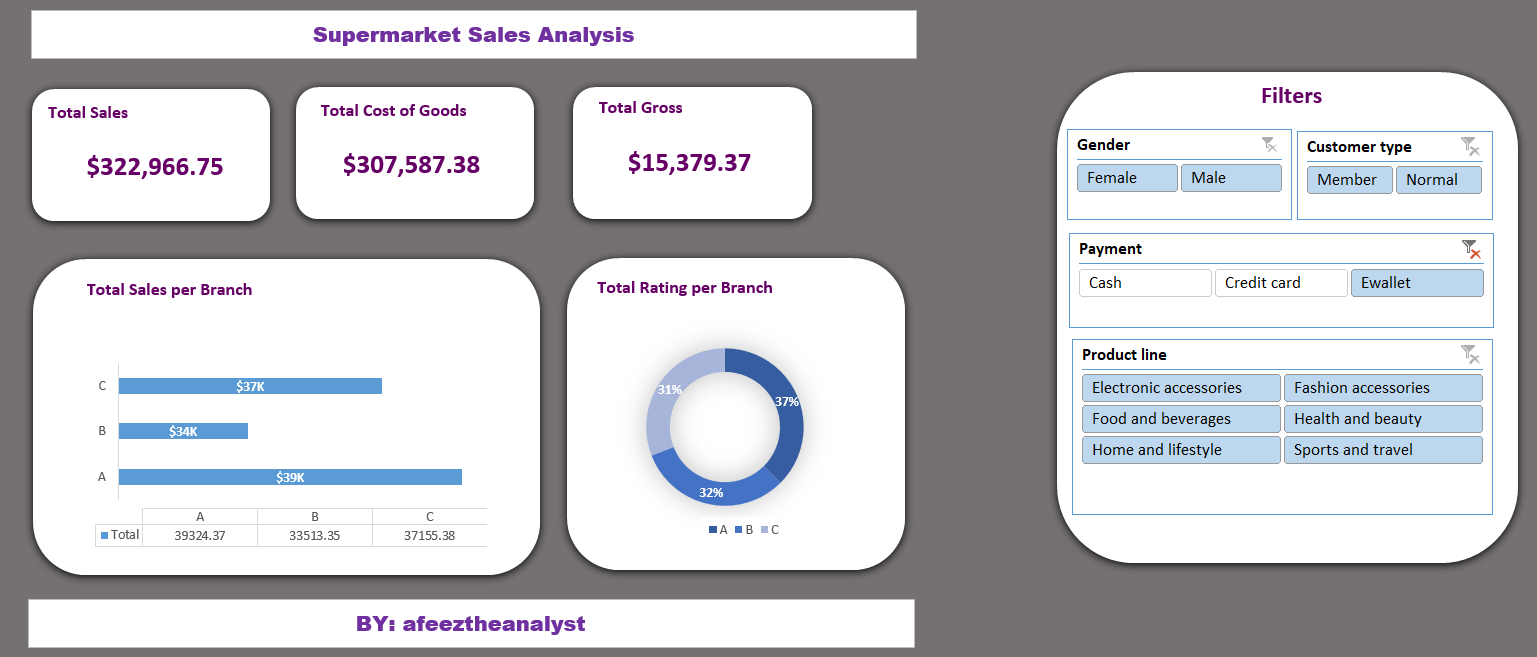 Supermarket Sales Analysis
Total Sales
$322,966.75
Total Cost of Goods
$307,587.38
Total Gross
$15,379.37
Total Sales per Branch
C $37K
B $34K
A $39K
A B C
Total 39324.37 33513.35 37155.38
Total Rating per Branch
31% 37%
32%
A B C
Filters
Gender
Female Male
Customer type
Member Normal
Payment
Cash Credit card Ewallet
Product line
Electronic accessories Fashion accessories
Food and beverages Health and beauty
Home and lifestyle Sports and travel
BY: afeeztheanalyst